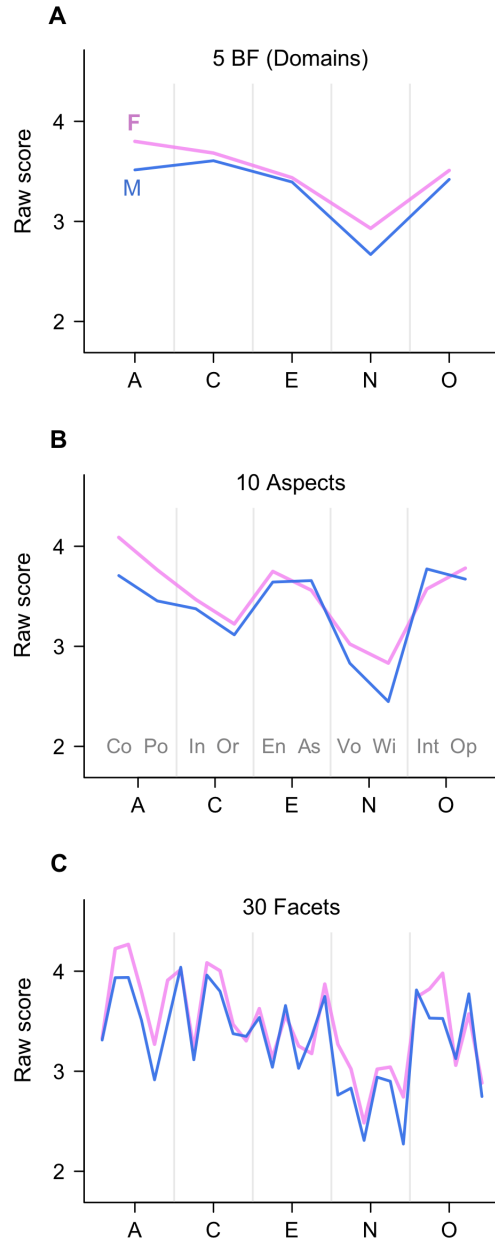 A
5 BF (Domains)
Raw score
4
3
2
F
M
A C E N O
B
10 Aspects
Raw score
4
3
2
Co Po In Or En As Vo Wi Int Op
A C E N O
C
30 Facets
Raw score
4
3
2
A C E N O